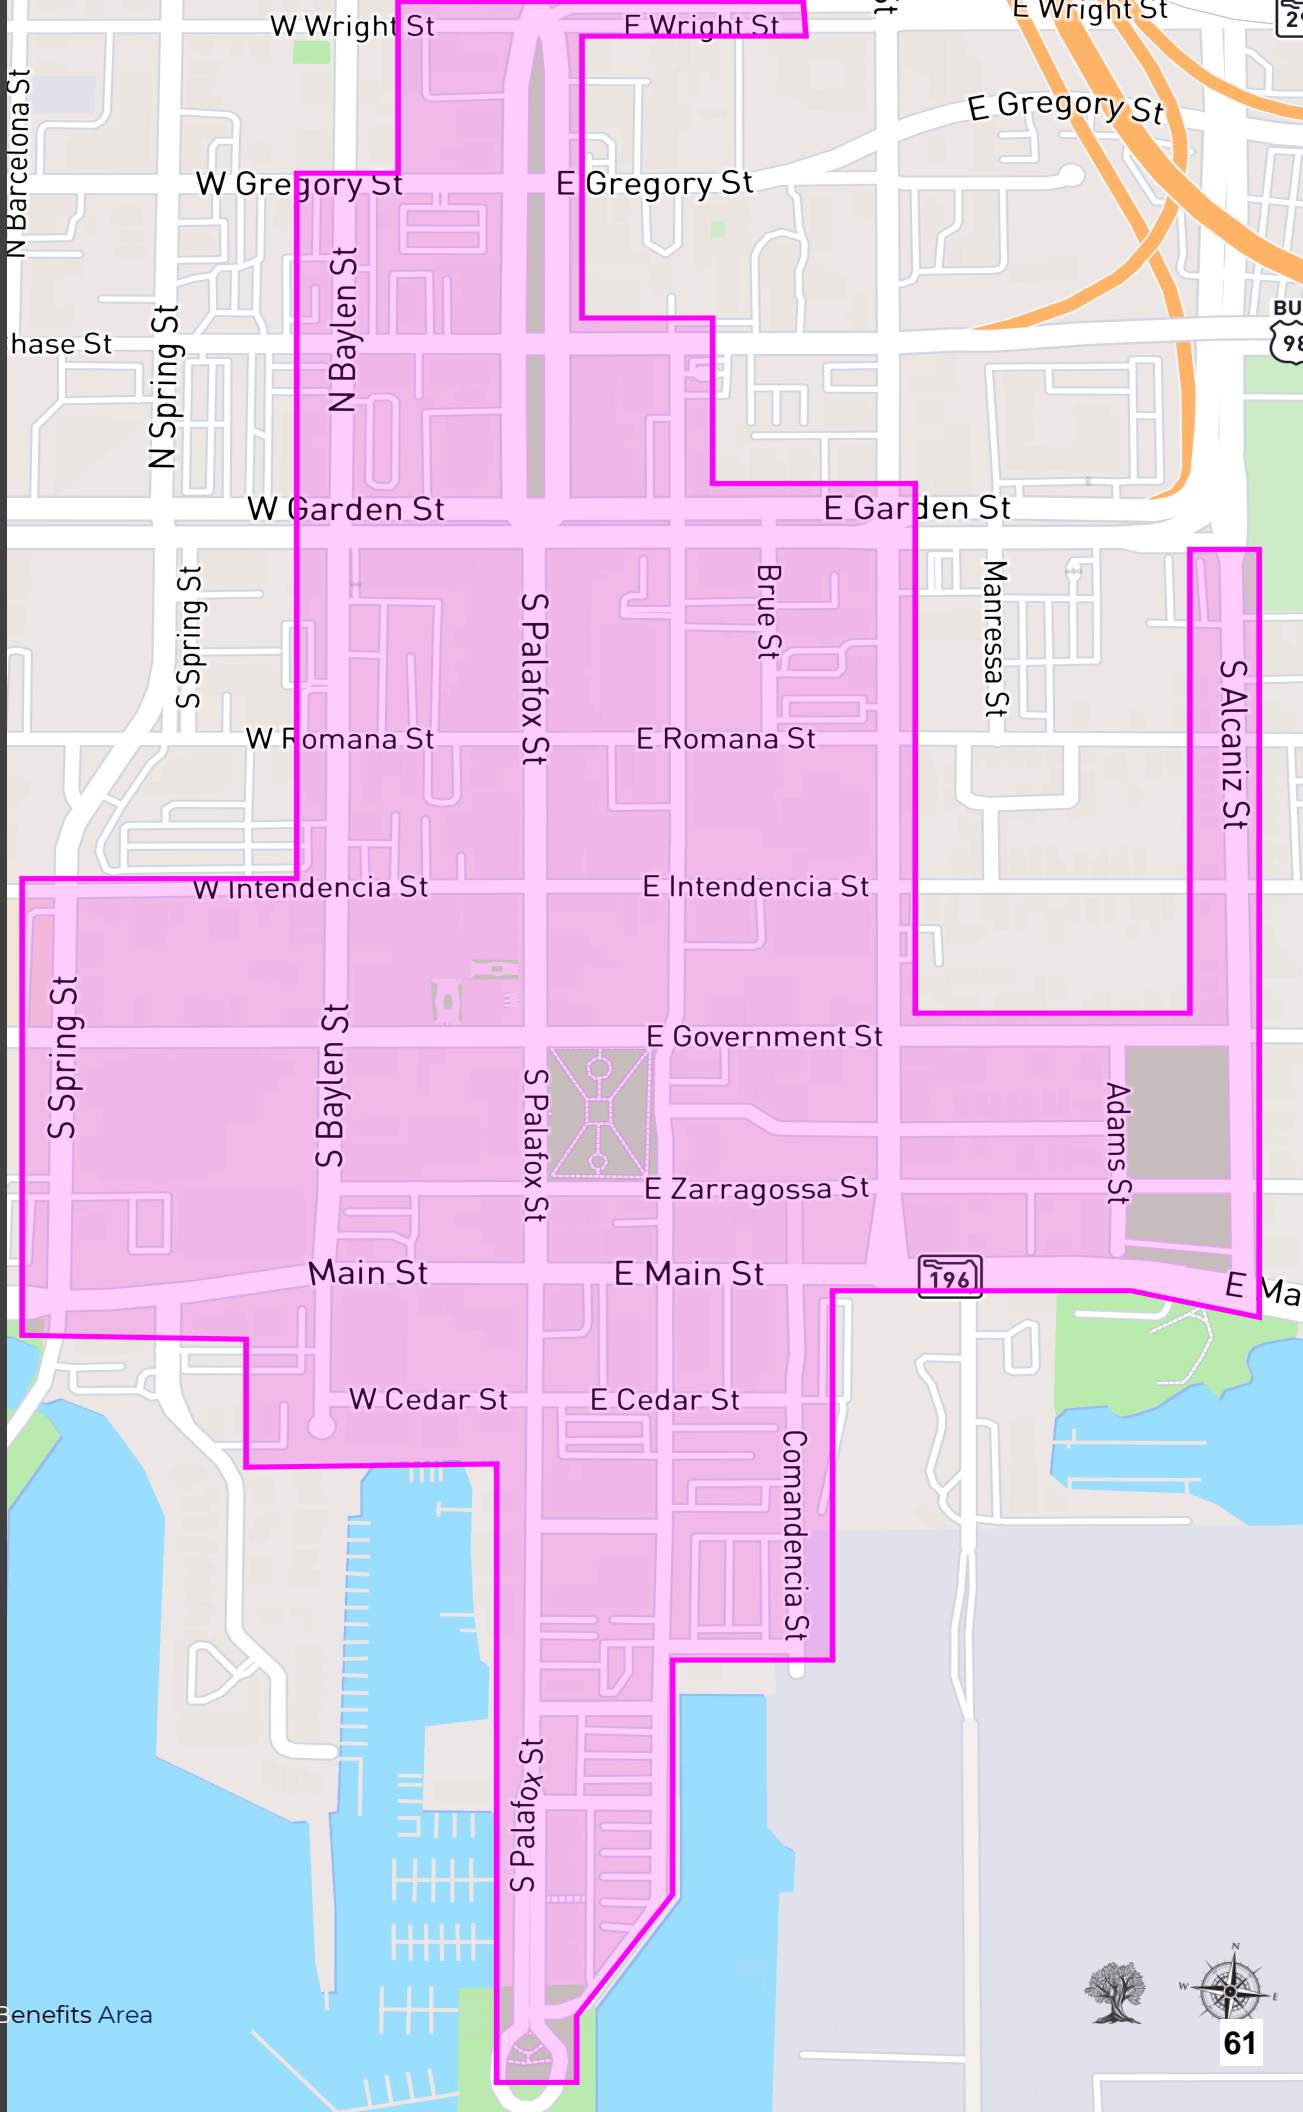 W Wright St
E Wright St
E Wright St
N Barcelona St
E Gregory St
W Gregory St
E Gregory St
N Baylen St
N Spring St
hase St
BU
98
W Garden St
E Garden St
S Spring St
S Palafox St
Brue St
Manressa St
S Alcaniz St
W Romana St
E Romana St
W Intendencia St
E Intendencia St
S Spring St
S Baylen St
E Government St
S Palafox St
Adams St
E Zarragossa St
Main St
E Main St
196
E Ma
W Cedar St
E Cedar St
Comandencia St
S Palafox St
N
W
E
Benefits Area
61